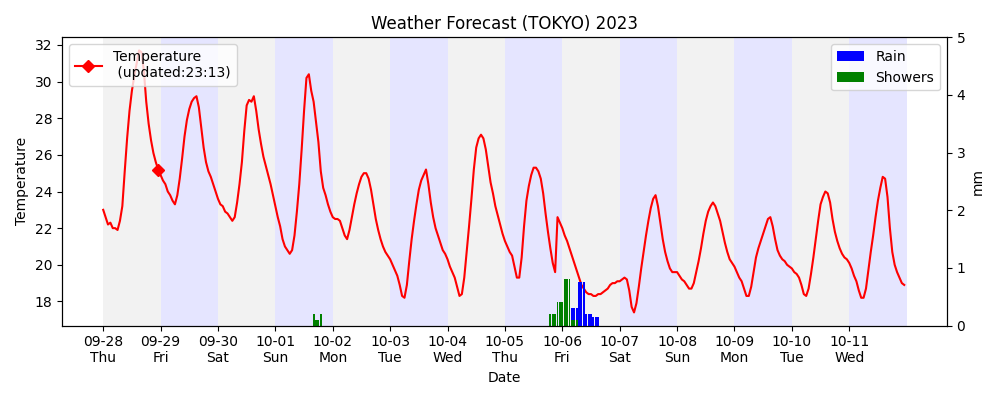 Weather Forecast (TOKYO) 2023
Temperature
(updated:23:13)
Rain
Showers
32
30
28
26
24
22
20
18
Temperature
5
4
3
2
1
0
mm
09-28 09-29 09-30 10-01 10-02 10-03 10-04 10-05 10-06 10-07 10-08 10-09 10-10 10-11
Thu Fri Sat Sun Mon Tue Wed Thu Fri Sat Sun Mon Tue Wed
Date